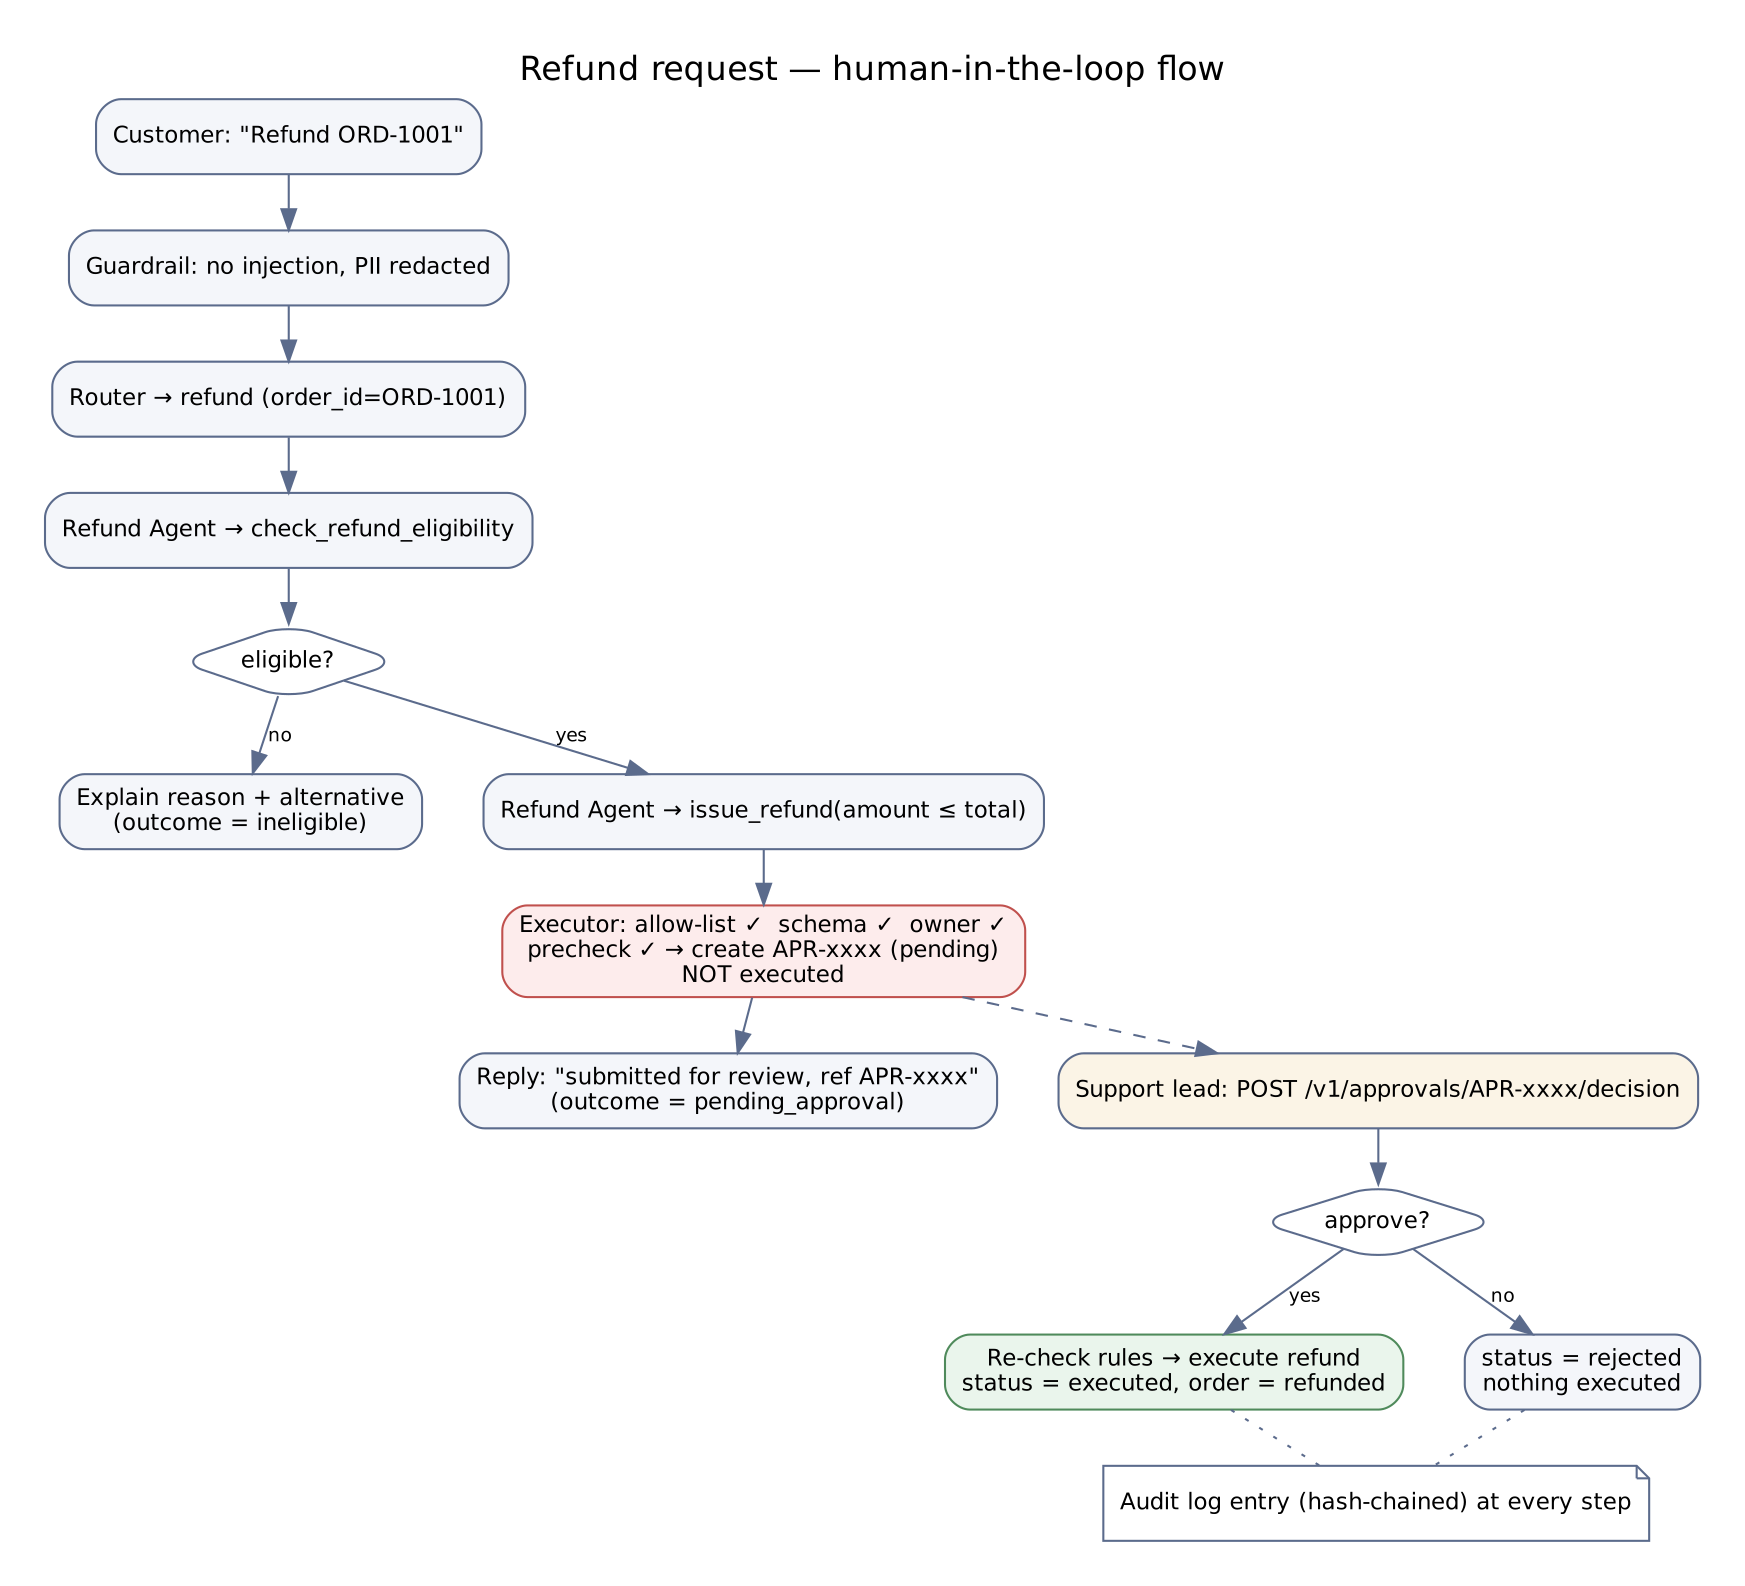 Refund request — human-in-the-loop flow
Customer: "Refund ORD-1001"
Guardrail: no injection, PII redacted
Router → refund (order_id=ORD-1001)
Refund Agent → check_refund_eligibility
eligible?
no
yes
Explain reason + alternative
(outcome = ineligible)
Refund Agent → issue_refund(amount ≤ total)
Executor: allow-list ✓  schema ✓  owner ✓
precheck ✓ → create APR-xxxx (pending)
NOT executed
Reply: "submitted for review, ref APR-xxxx"
(outcome = pending_approval)
Support lead: POST /v1/approvals/APR-xxxx/decision
approve?
yes
no
Re-check rules → execute refund
status = executed, order = refunded
status = rejected
nothing executed
Audit log entry (hash-chained) at every step